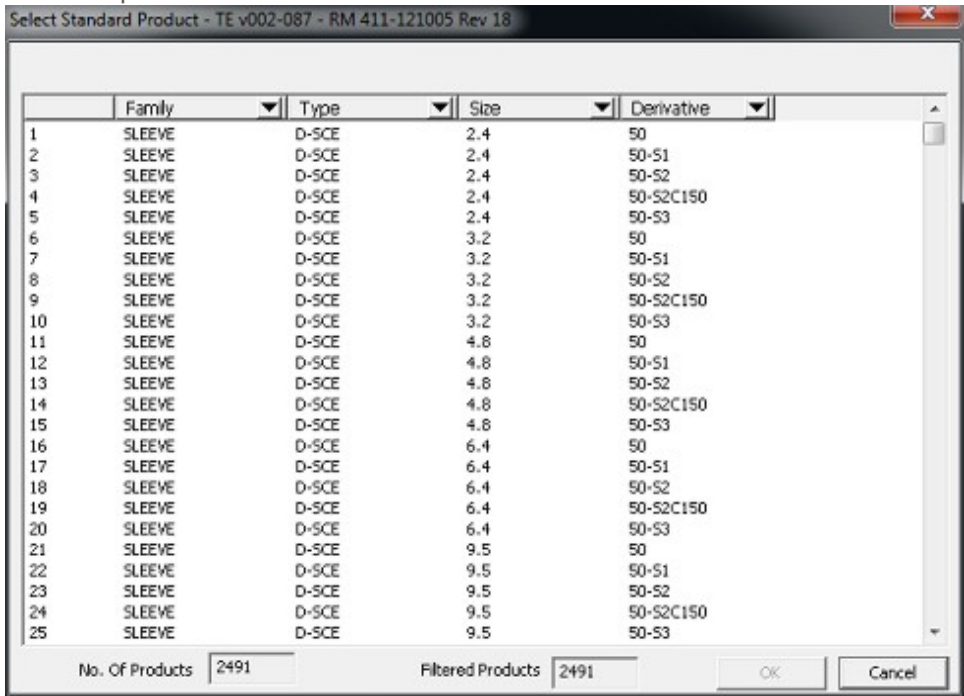 Select Standard Product - TE v002-087 - RM 411-121005 Rev 18
Family Type Size Derivative
1 SLEEVE D-SCE 2.4 50
2 SLEEVE D-SCE 2.4 50-S1
3 SLEEVE D-SCE 2.4 50-S2
4 SLEEVE D-SCE 2.4 50-S2C150
5 SLEEVE D-SCE 2.4 50-S3
6 SLEEVE D-SCE 3.2 50
7 SLEEVE D-SCE 3.2 50-S1
8 SLEEVE D-SCE 3.2 50-S2
9 SLEEVE D-SCE 3.2 50-S2C150
10 SLEEVE D-SCE 3.2 50-S3
11 SLEEVE D-SCE 4.8 50
12 SLEEVE D-SCE 4.8 50-S1
13 SLEEVE D-SCE 4.8 50-S2
14 SLEEVE D-SCE 4.8 50-S2C150
15 SLEEVE D-SCE 4.8 50-S3
16 SLEEVE D-SCE 6.4 50
17 SLEEVE D-SCE 6.4 50-S1
18 SLEEVE D-SCE 6.4 50-S2
19 SLEEVE D-SCE 6.4 50-S2C150
20 SLEEVE D-SCE 6.4 50-S3
21 SLEEVE D-SCE 9.5 50
22 SLEEVE D-SCE 9.5 50-S1
23 SLEEVE D-SCE 9.5 50-S2
24 SLEEVE D-SCE 9.5 50-S2C150
25 SLEEVE D-SCE 9.5 50-S3
No. Of Products 2491 Filtered Products 2491 OK Cancel